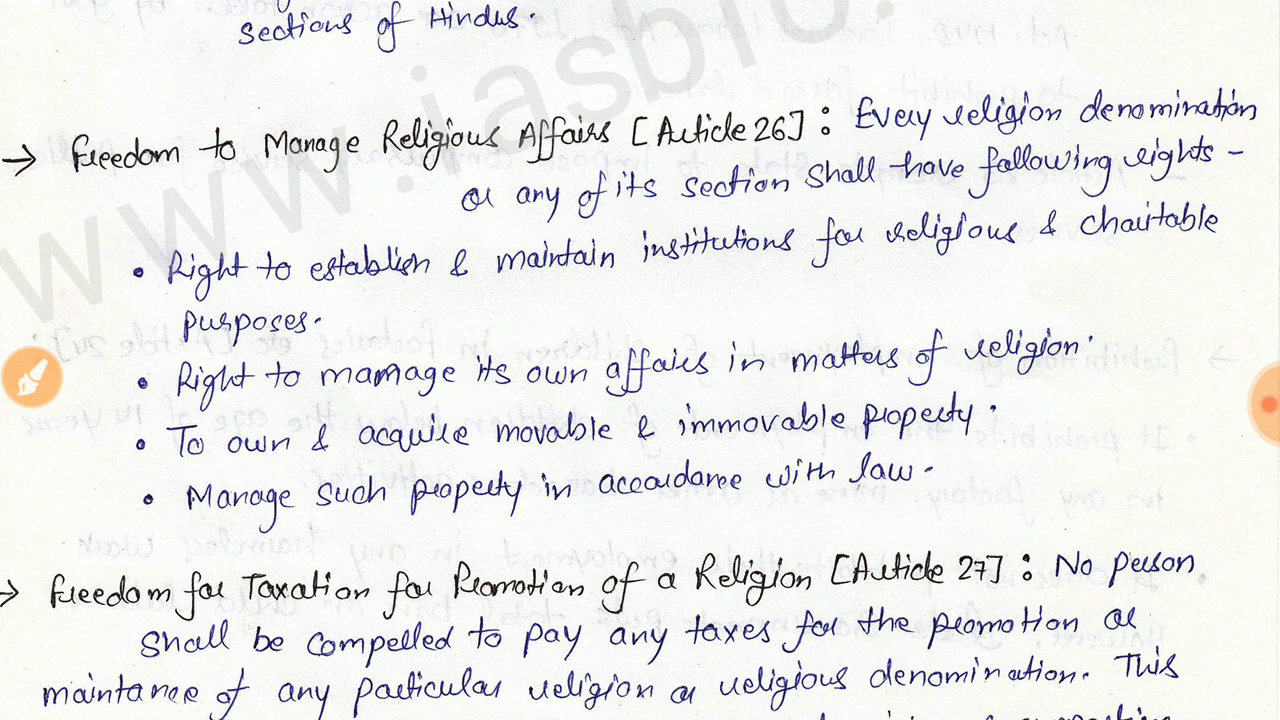 sections of Hindus.
→ Freedom to Manage Religious Affairs [Article 26] : Every religion denomination
or any of its section shall have following rights -
• Right to establish & maintain institutions for religious & charitable
purposes.
• Right to mamage its own affairs in matters of religion.
• To own & acquire movable & immovable property.
• Manage such property in accordance with law.
→ Freedom for Taxation for Promotion of a Religion [Article 27] : No person
shall be compelled to pay any taxes for the promotion or
maintance of any particular religion or religious denomination. This